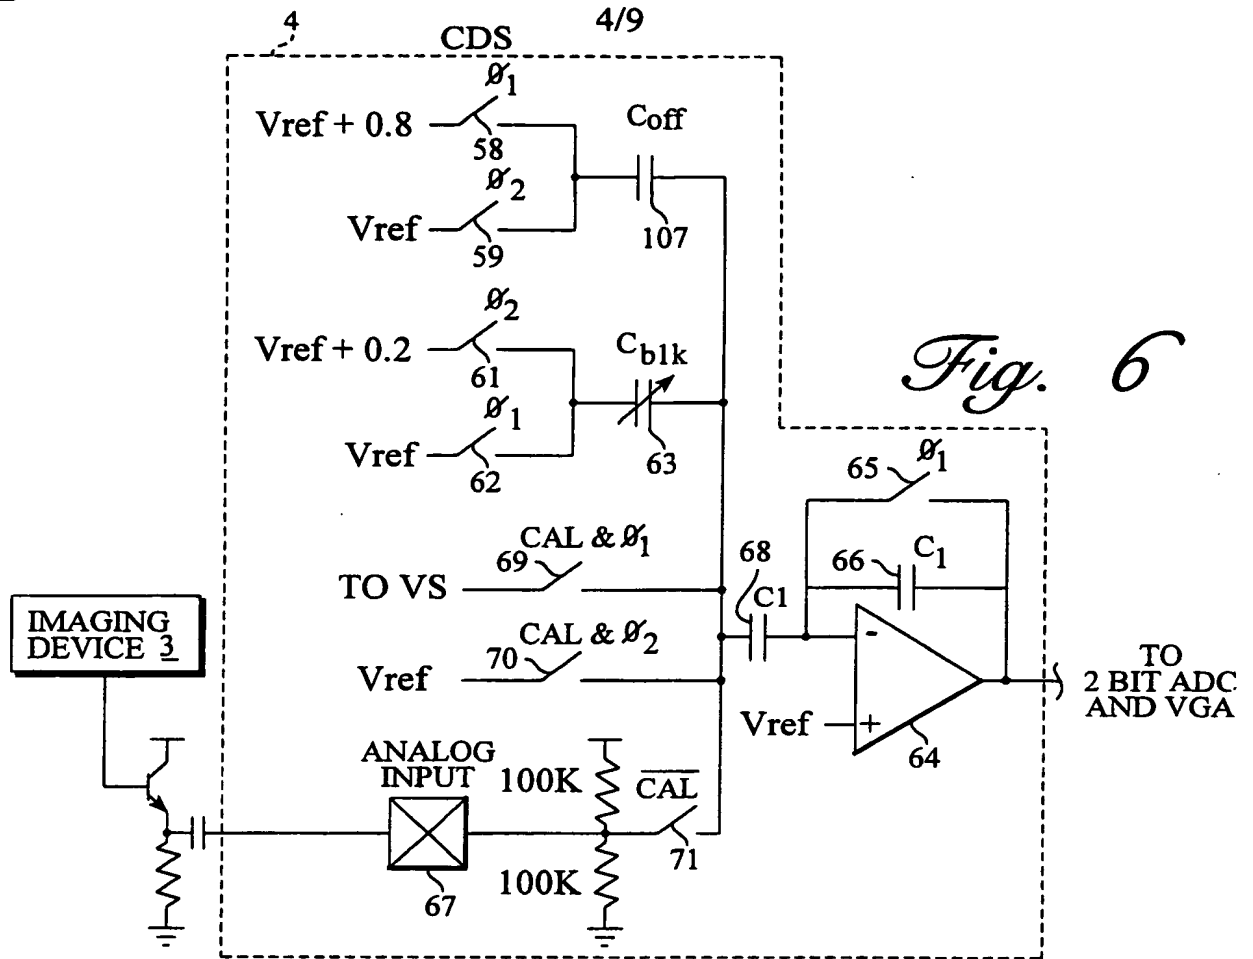 4
CDS
4/9
Ø1
Vref + 0.8
58
Coff
Ø2
Vref
59
107
Ø2
Vref + 0.2
61
Cb1k
Ø1
Vref
62
63
Fig. 6
65
Ø1
CAL & Ø1
TO VS
69
68
C1
66
C1
IMAGING
DEVICE 3
CAL & Ø2
Vref
70
-
Vref
+
64
TO
2 BIT ADC
AND VGA
ANALOG
INPUT
67
100K
100K
C̅A̅L̅
71